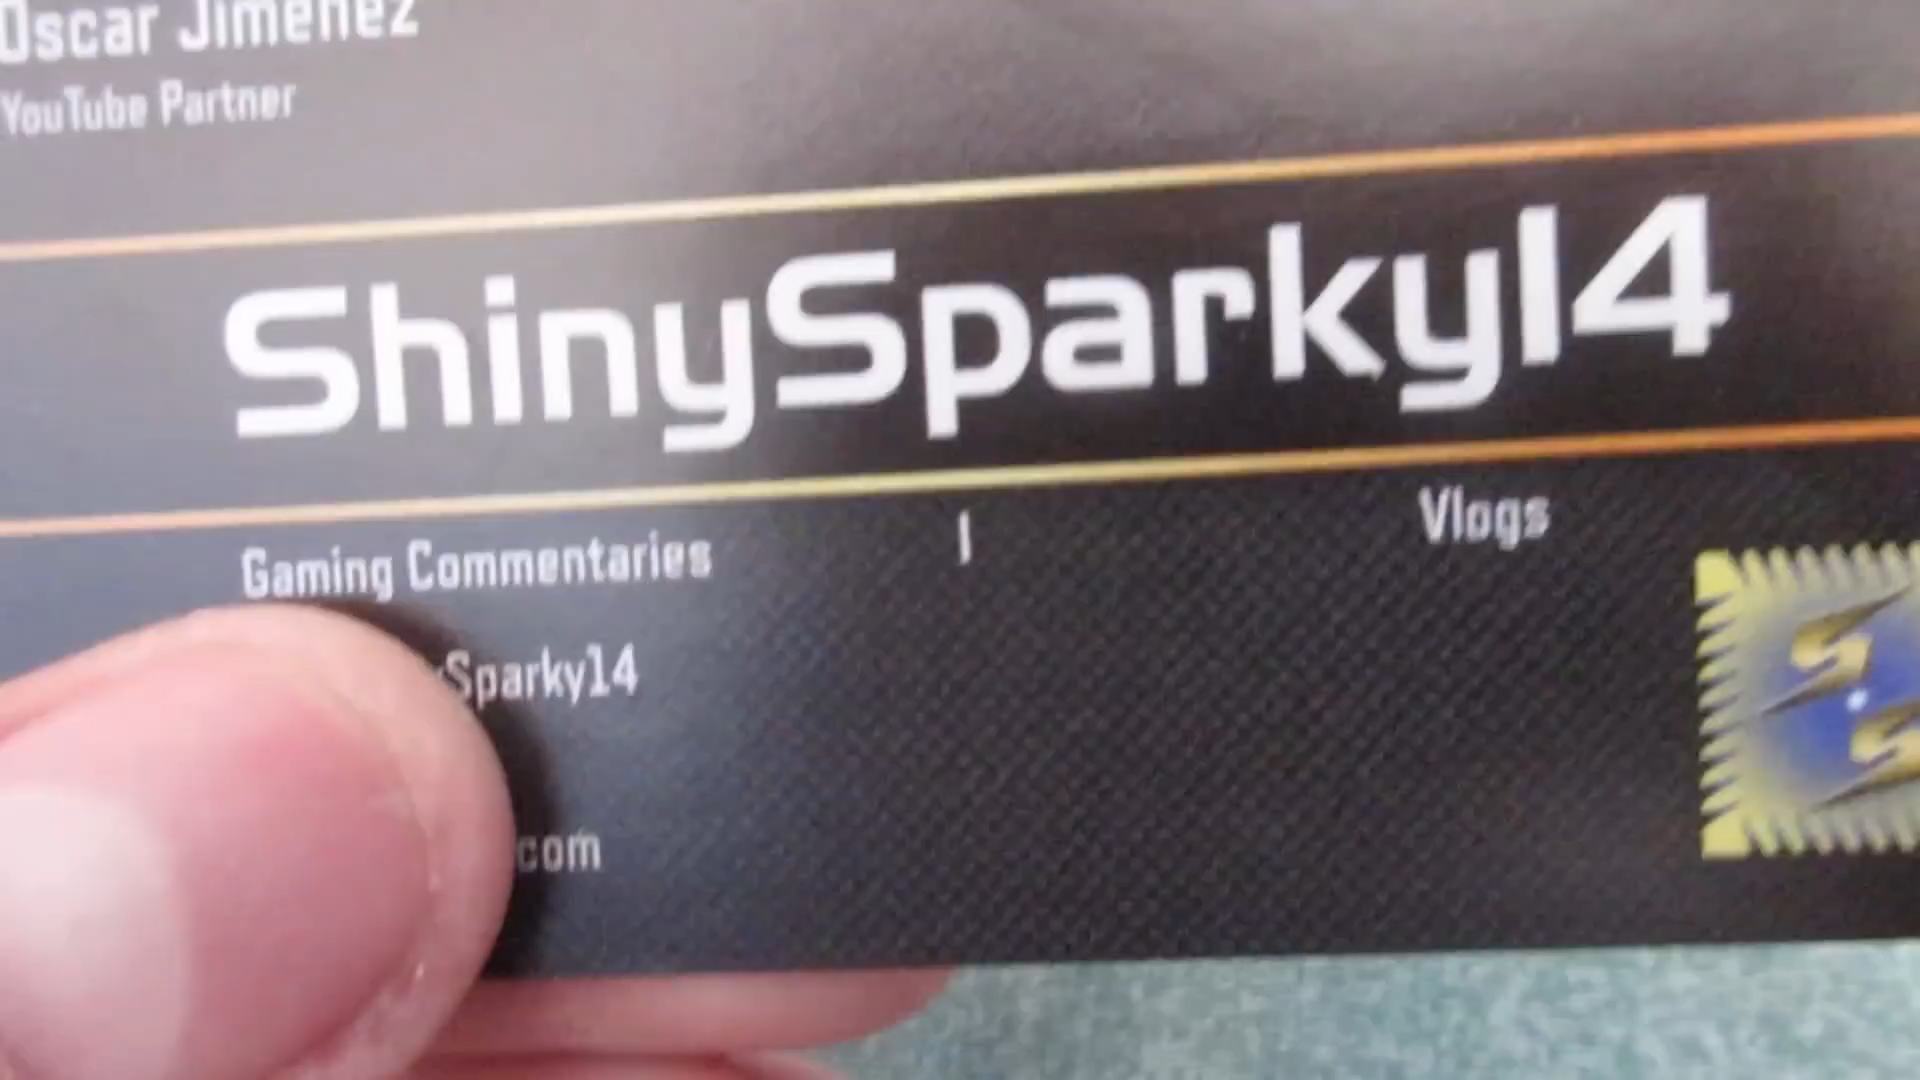 Oscar Jimenez
YouTube Partner
ShinySparky14
Gaming Commentaries | Vlogs
Sparky14
com